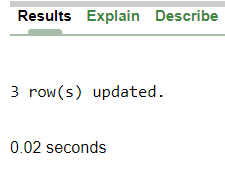 Results Explain Describe
3 row(s) updated.
0.02 seconds